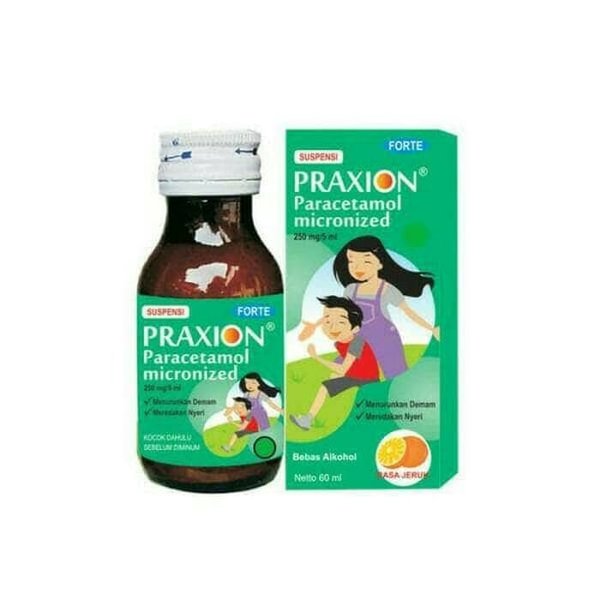 6
SUSPENSI
FORTE
PRAXION®
Paracetamol
micronized
250 mg/5 ml
✓ Menurunkan Demam
✓ Meredakan Nyeri
KOCOK DAHULU
SEBELUM DIMINUM
FORTE
SUSPENSI
PRAXION®
Paracetamol
micronized
250 mg/5 ml
✓ Menurunkan Demam
✓ Meredakan Nyeri
Bebas Alkohol
Netto 60 ml
RASA JERUK